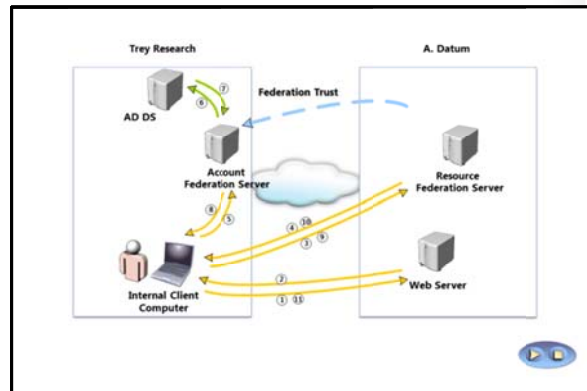 Trey Research
A. Datum
7
6
AD DS
Federation Trust
Account
Federation Server
Resource
Federation Server
8
5
4 10
3 9
2
1 11
Internal Client
Computer
Web Server